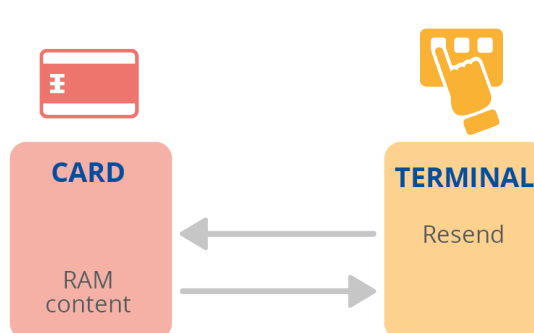 CARD
TERMINAL
Resend
RAM
content